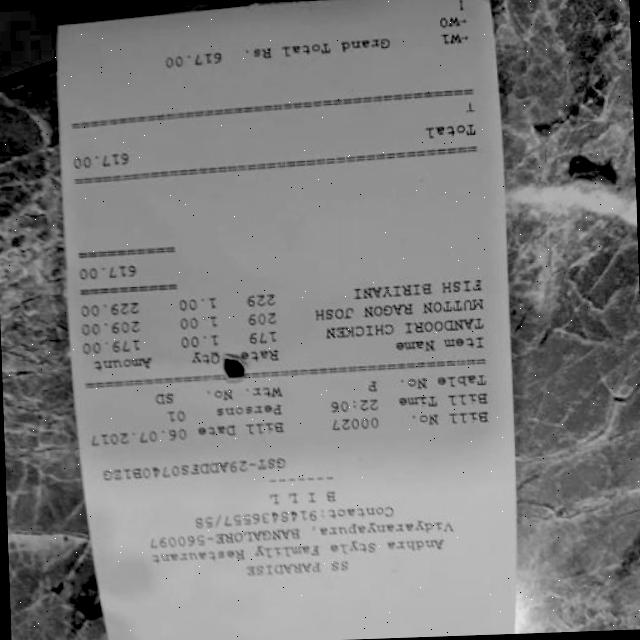 SS PARADISE
Andhra Style Family Restaurant
Vidyaranyapura, BANGALORE-560097
Contact:9148436557/58
B I L L
------
GST-29ADDFS0740B1ZG
Bill No. 00027 Bill Date 06.07.2017
Bill Time 22:06 Persons 01
Table No. P Wtr. No. SD
Item Name Rate Qty Amount
TANDOORI CHICKEN 179 1.00 179.00
MUTTON RAGON JOSH 209 1.00 209.00
FISH BIRIYANI 229 1.00 229.00
617.00
Total 617.00
T
-W1 Grand Total Rs. 617.00
-W0
T